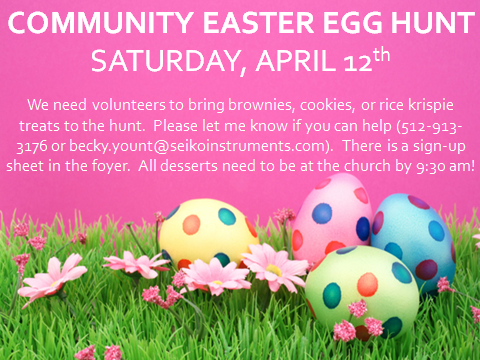 COMMUNITY EASTER EGG HUNT
SATURDAY, APRIL 12th
We need volunteers to bring brownies, cookies, or rice krispie
treats to the hunt.  Please let me know if you can help (512-913-
3176 or becky.yount@seikoinstruments.com).  There is a sign-up
sheet in the foyer.  All desserts need to be at the church by 9:30 am!